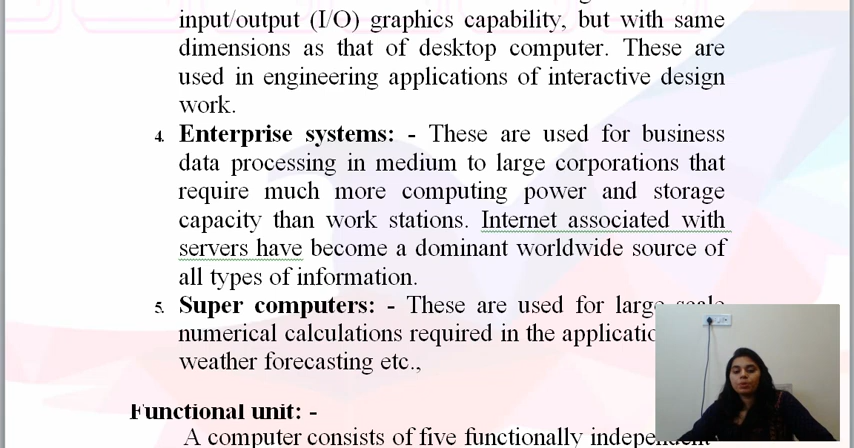 input/output (I/O) graphics capability, but with same
dimensions as that of desktop computer. These are
used in engineering applications of interactive design
work.
4. Enterprise systems: - These are used for business
data processing in medium to large corporations that
require much more computing power and storage
capacity than work stations. Internet associated with
servers have become a dominant worldwide source of
all types of information.
5. Super computers: - These are used for large scale
numerical calculations required in the
weather forecasting etc.,
Functional unit: -
A computer consists of five functionally